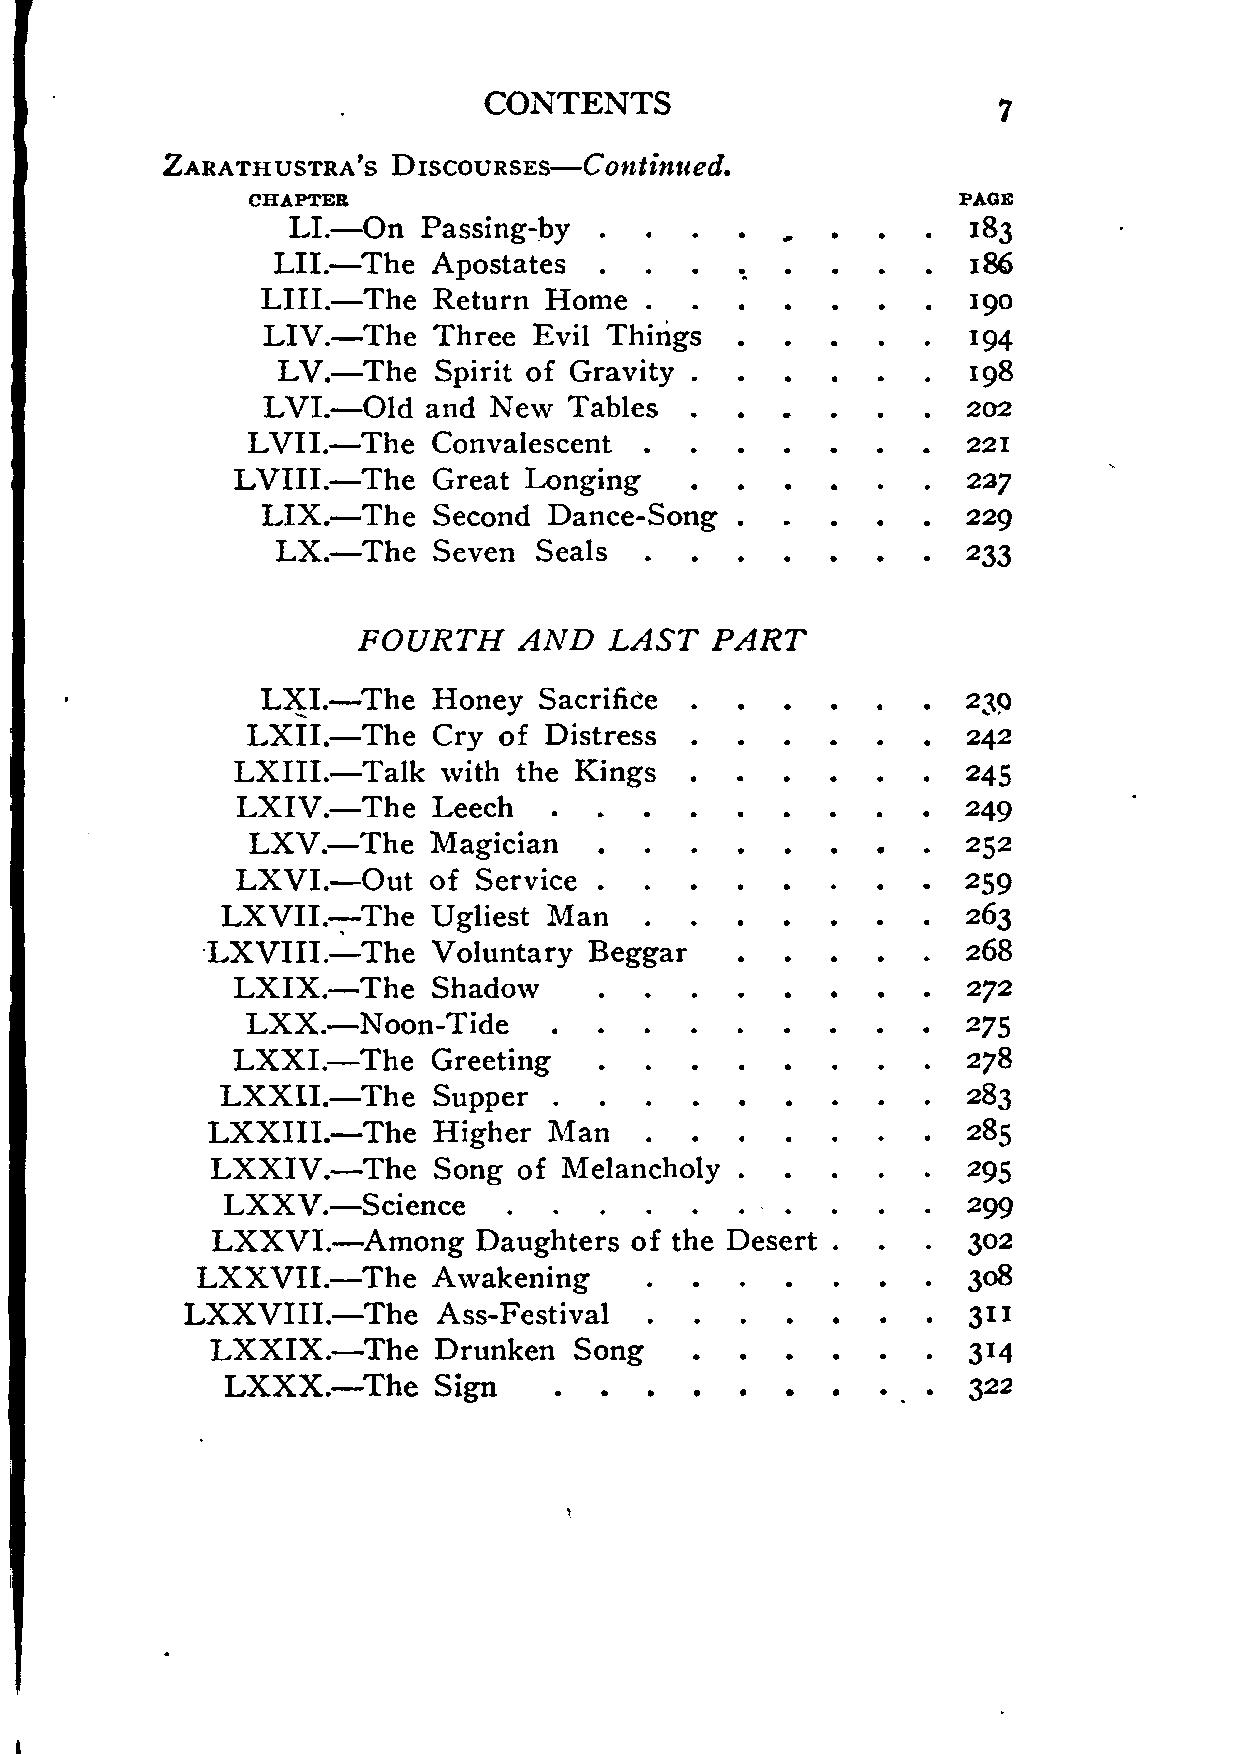 CONTENTS 7
ZARATHUSTRA'S DISCOURSES—Continued.
CHAPTER PAGE
LI.—On Passing-by . . . . . . . . 183
LII.—The Apostates . . . . . . . . 186
LIII.—The Return Home . . . . . . . 190
LIV.—The Three Evil Things . . . . . 194
LV.—The Spirit of Gravity . . . . . . 198
LVI.—Old and New Tables . . . . . . 202
LVII.—The Convalescent . . . . . . . 221
LVIII.—The Great Longing . . . . . . 227
LIX.—The Second Dance-Song . . . . . 229
LX.—The Seven Seals . . . . . . . 233
FOURTH AND LAST PART
LXI.—The Honey Sacrifice . . . . . . 239
LXII.—The Cry of Distress . . . . . . 242
LXIII.—Talk with the Kings . . . . . . 245
LXIV.—The Leech . . . . . . . . . 249
LXV.—The Magician . . . . . . . . 252
LXVI.—Out of Service . . . . . . . . 259
LXVII.—The Ugliest Man . . . . . . . 263
LXVIII.—The Voluntary Beggar . . . . . 268
LXIX.—The Shadow . . . . . . . . 272
LXX.—Noon-Tide . . . . . . . . . 275
LXXI.—The Greeting . . . . . . . . 278
LXXII.—The Supper . . . . . . . . . 283
LXXIII.—The Higher Man . . . . . . . 285
LXXIV.—The Song of Melancholy . . . . . 295
LXXV.—Science . . . . . . . . . . 299
LXXVI.—Among Daughters of the Desert . . . 302
LXXVII.—The Awakening . . . . . . . 308
LXXVIII.—The Ass-Festival . . . . . . . 311
LXXIX.—The Drunken Song . . . . . . 314
LXXX.—The Sign . . . . . . . . . 322